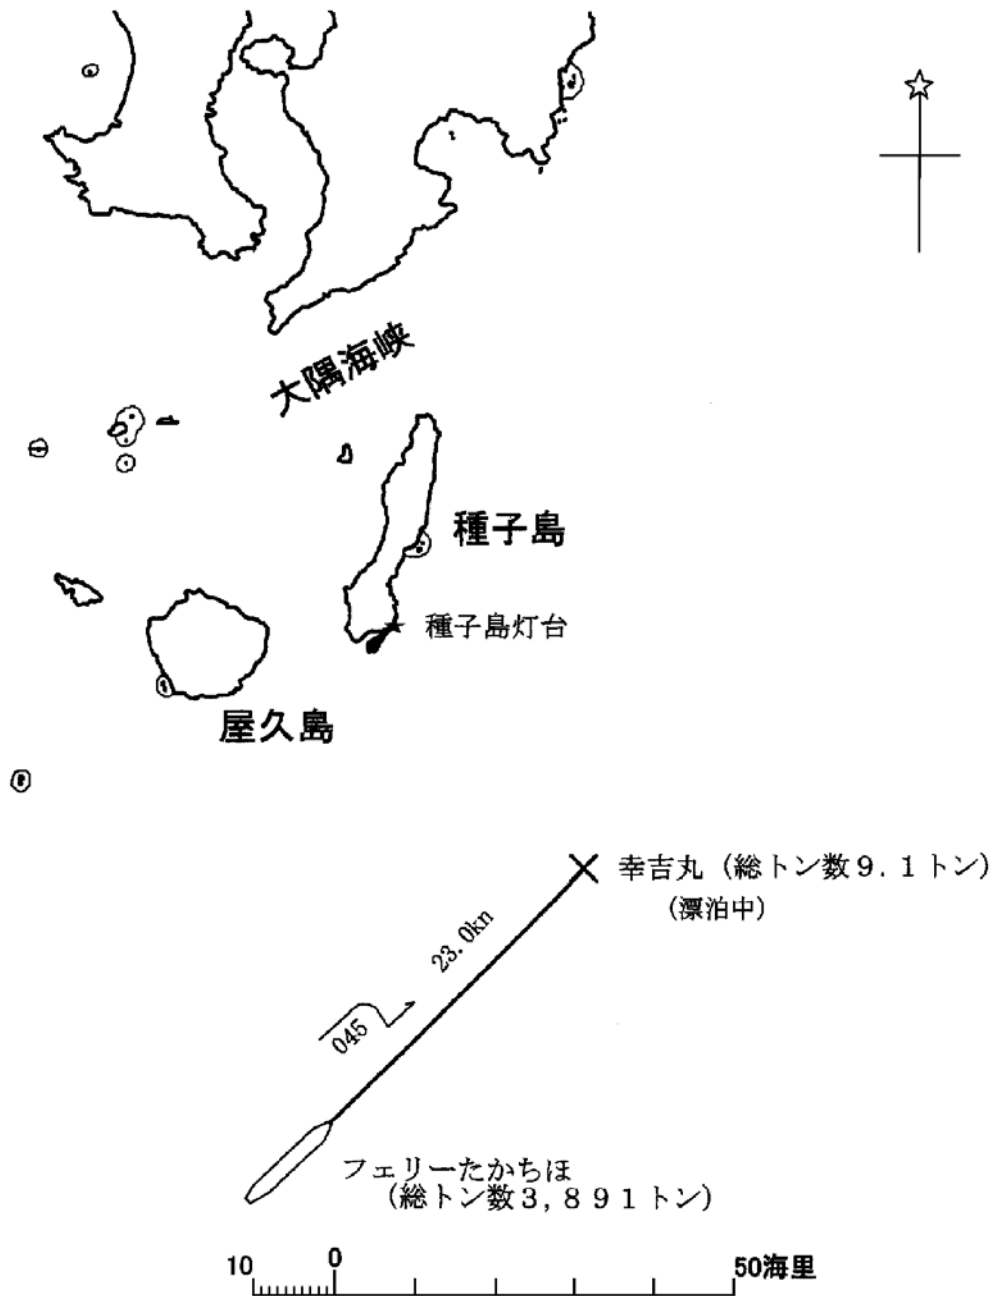 大隅海峡
種子島
種子島灯台
屋久島
幸吉丸（総トン数９．１トン）
（漂泊中）
23.0kn
045
フェリーたかちほ
（総トン数３，８９１トン）
10 0 50海里